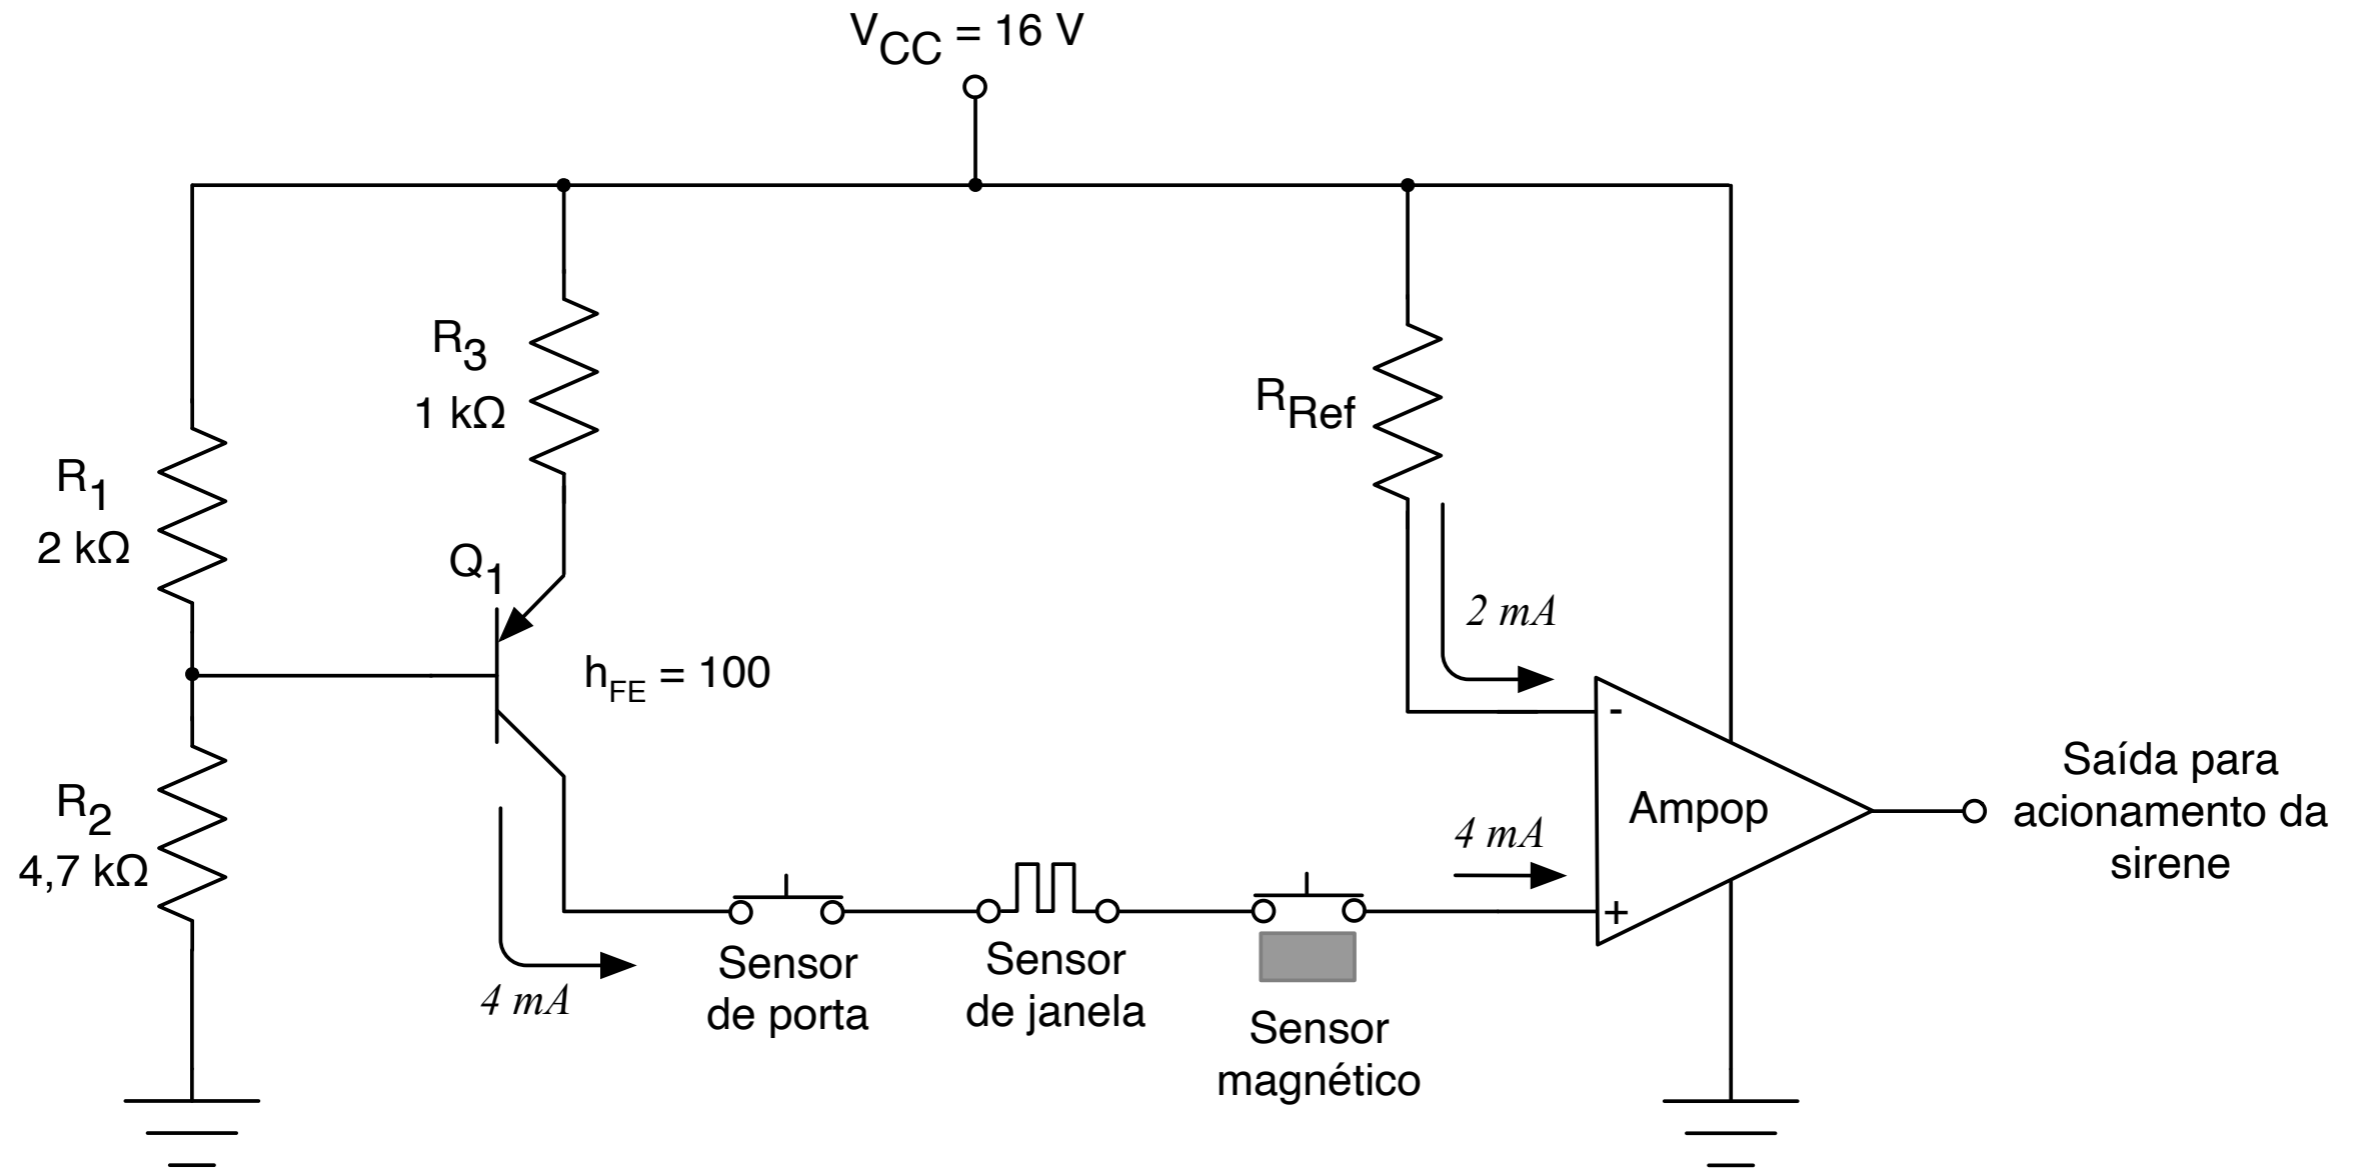 VCC = 16 V
R3
1 kΩ
RRef
R1
2 kΩ
Q1
2 mA
hFE = 100
-
R2
4,7 kΩ
Ampop
Saída para
acionamento da
sirene
4 mA
+
4 mA
Sensor
de porta
Sensor
de janela
Sensor
magnético